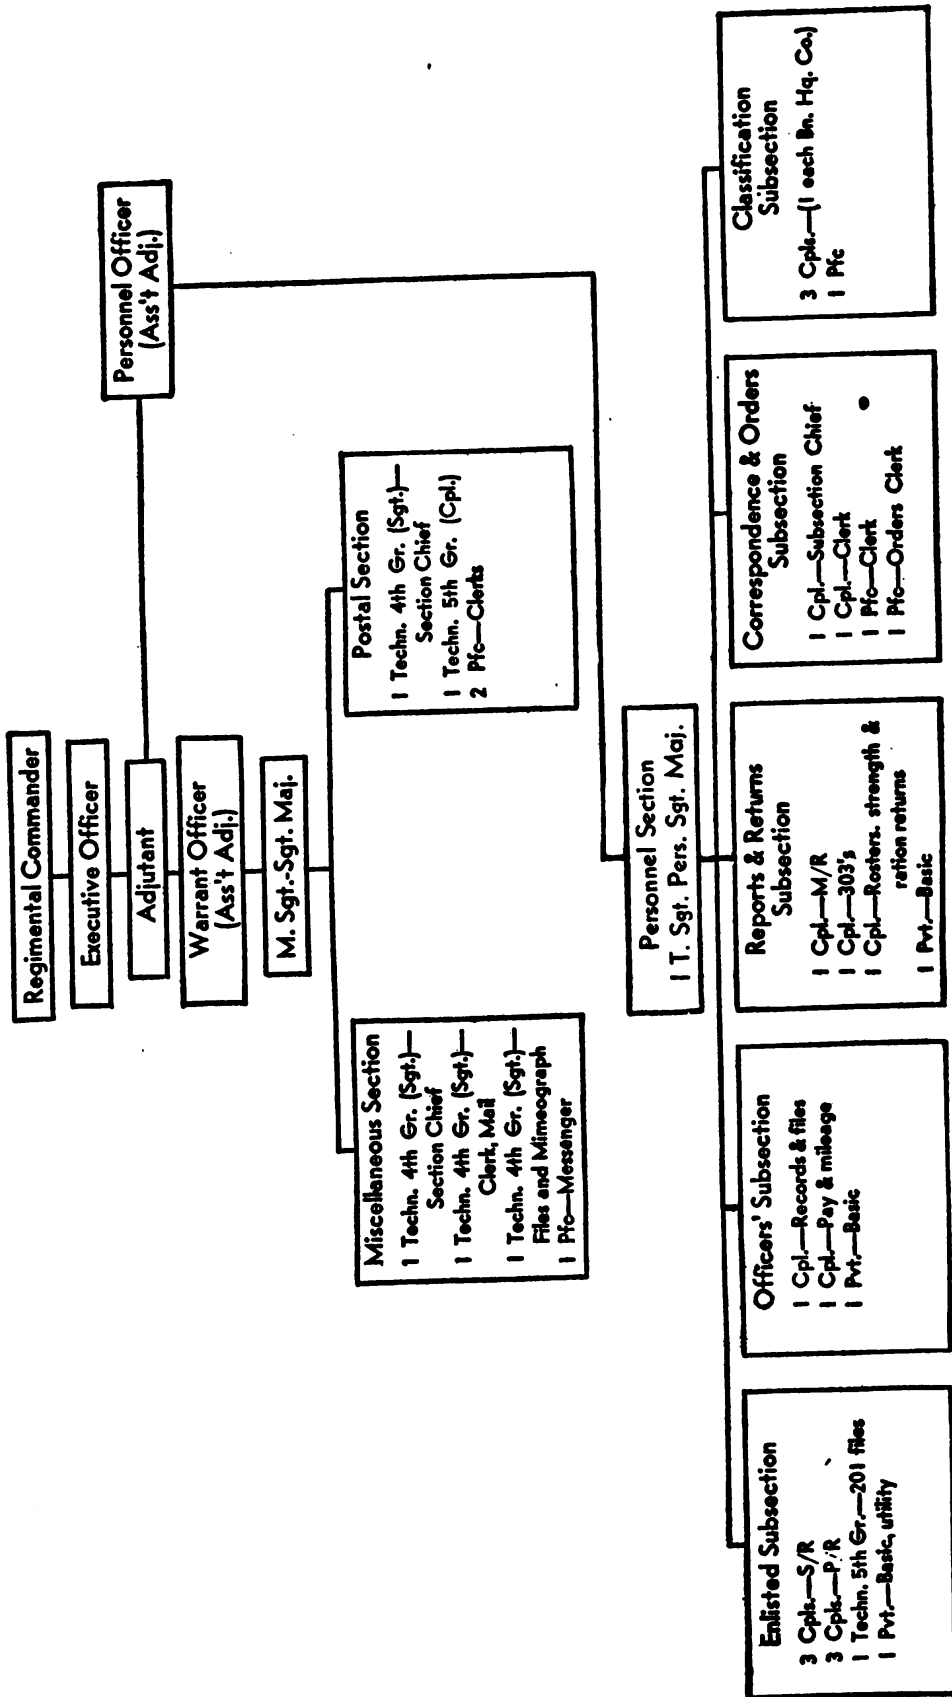 Regimental Commander
Executive Officer
Adjutant
Personnel Officer
(Ass't Adj.)
Warrant Officer
(Ass't Adj.)
M. Sgt.-Sgt. Maj.
Miscellaneous Section
1 Techn. 4th Gr. (Sgt.)—
Section Chief
1 Techn. 4th Gr. (Sgt.)—
Clerk, Mail
1 Techn. 4th Gr. (Sgt.)—
Files and Mimeograph
1 Pfc—Messenger
Postal Section
1 Techn. 4th Gr. (Sgt.)—
Section Chief
1 Techn. 5th Gr. (Cpl.)
2 Pfc—Clerks
Personnel Section
1 T. Sgt. Pers. Sgt. Maj.
Enlisted Subsection
3 Cpls.—S/R
3 Cpls.—P/R
1 Techn. 5th Gr.—201 files
1 Pvt.—Basic, utility
Officers' Subsection
1 Cpl.—Records & files
1 Cpl.—Pay & mileage
1 Pvt.—Basic
Reports & Returns
Subsection
1 Cpl.—M/R
1 Cpl.—303's
1 Cpl.—Rosters. strength &
ration returns
1 Pvt.—Basic
Correspondence & Orders
Subsection
1 Cpl.—Subsection Chief
1 Cpl.—Clerk
1 Pfc—Clerk
1 Pfc—Orders Clerk
Classification
Subsection
3 Cpls.—(1 each Bn. Hq. Co.)
1 Pfc